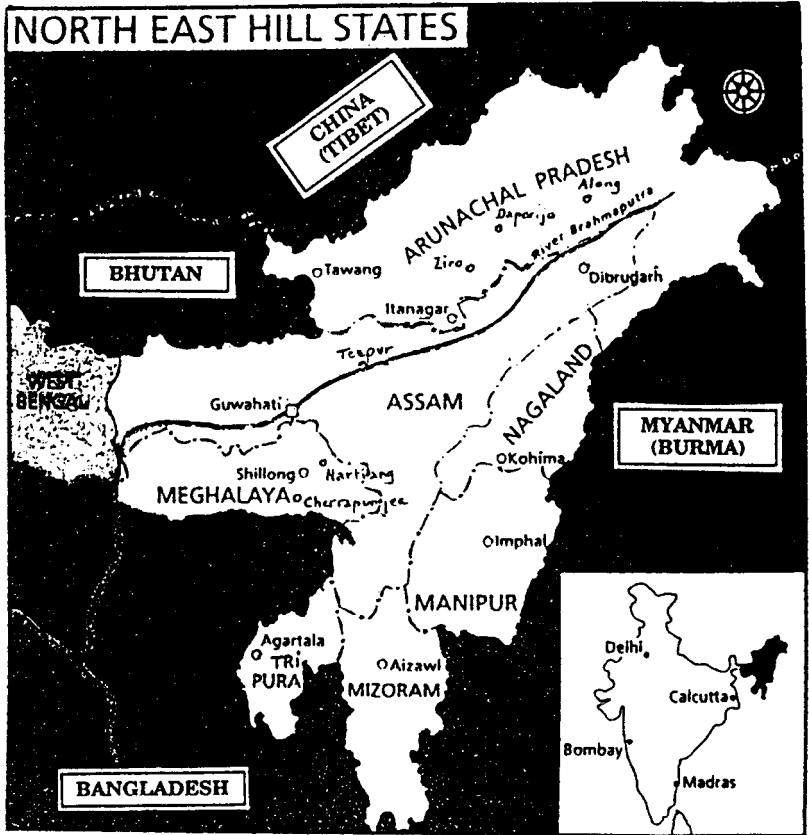 NORTH EAST HILL STATES
CHINA
(TIBET)
ARUNACHAL PRADESH
Along
Daporijo
River Brahmaputra
BHUTAN
Tawang
Ziro
Dibrugarh
Itanagar
Tezpur
WEST
BENGAL
Guwahati
ASSAM
NAGALAND
MYANMAR
(BURMA)
Kohima
Shillong
Nartiang
MEGHALAYA
Cherrapunjee
Imphal
MANIPUR
Agartala
TRI
PURA
Aizawl
MIZORAM
BANGLADESH
Delhi
Calcutta
Bombay
Madras